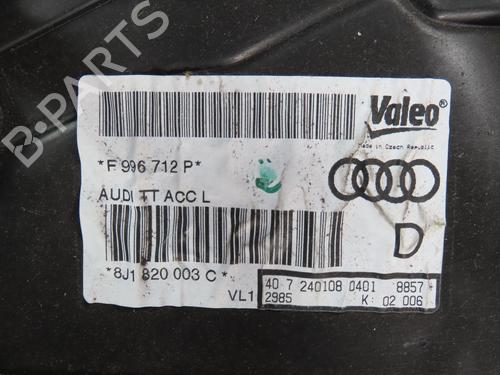 B-PARTS
Valeo®
Made in Czech Republic
*F 996 712 P*
AUDI TT ACC L
D
*8J1 820 003 C *
VL1
40 7 240108 0401 8857
2985 K: 02 006